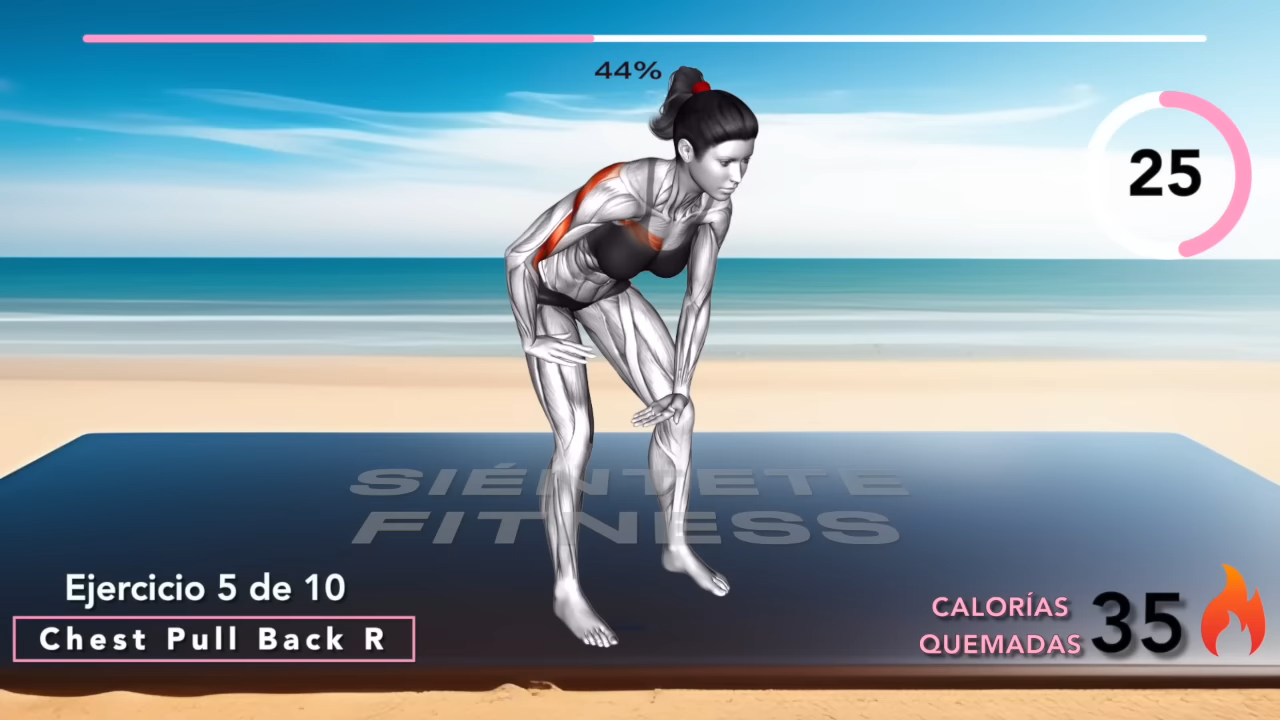 44%
25
SIÉNTETE
FITNESS
Ejercicio 5 de 10
Chest Pull Back R
CALORÍAS
QUEMADAS 35